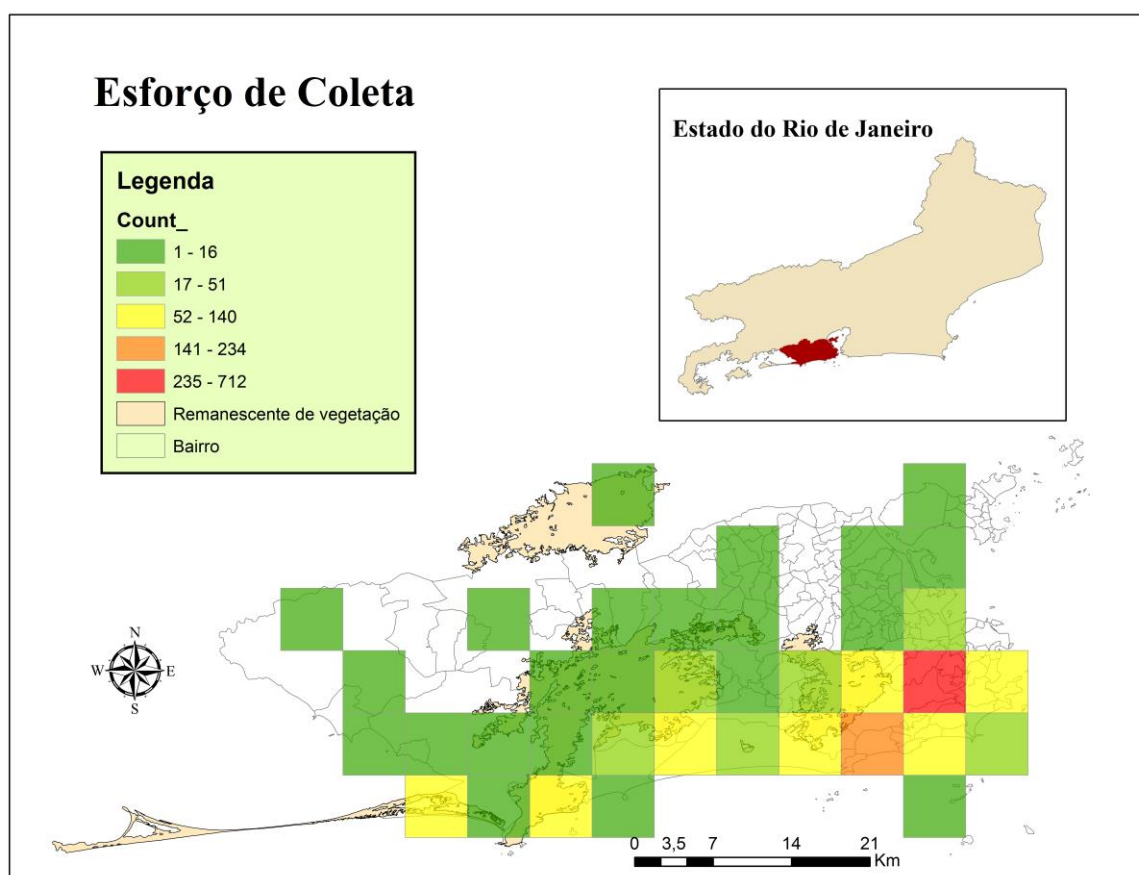 Esforço de Coleta
Estado do Rio de Janeiro
Legenda
Count_
1 - 16
17 - 51
52 - 140
141 - 234
235 - 712
Remanescente de vegetação
Bairro
N
W E
S
0 3,5 7 14 21
Km